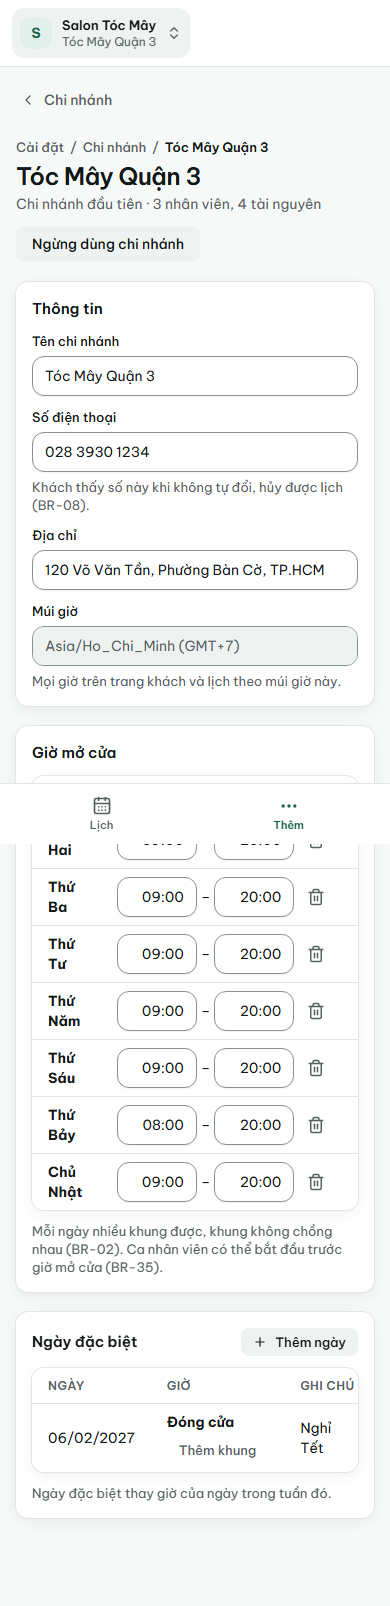 S
Salon Tóc Mây
Tóc Mây Quận 3
Chi nhánh
Cài đặt / Chi nhánh / Tóc Mây Quận 3
Tóc Mây Quận 3
Chi nhánh đầu tiên · 3 nhân viên, 4 tài nguyên
Ngừng dùng chi nhánh
Thông tin
Tên chi nhánh
Tóc Mây Quận 3
Số điện thoại
028 3930 1234
Khách thấy số này khi không tự đổi, hủy được lịch
(BR-08).
Địa chỉ
120 Võ Văn Tần, Phường Bàn Cờ, TP.HCM
Múi giờ
Asia/Ho_Chi_Minh (GMT+7)
Mọi giờ trên trang khách và lịch theo múi giờ này.
Giờ mở cửa
Lịch
Thêm
Hai
Thứ
Ba
09:00 – 20:00
Thứ
Tư
09:00 – 20:00
Thứ
Năm
09:00 – 20:00
Thứ
Sáu
09:00 – 20:00
Thứ
Bảy
08:00 – 20:00
Chủ
Nhật
09:00 – 20:00
Mỗi ngày nhiều khung được, khung không chồng
nhau (BR-02). Ca nhân viên có thể bắt đầu trước
giờ mở cửa (BR-35).
Ngày đặc biệt
+ Thêm ngày
NGÀY GIỜ GHI CHÚ
06/02/2027
Đóng cửa
Thêm khung
Nghỉ
Tết
Ngày đặc biệt thay giờ của ngày trong tuần đó.